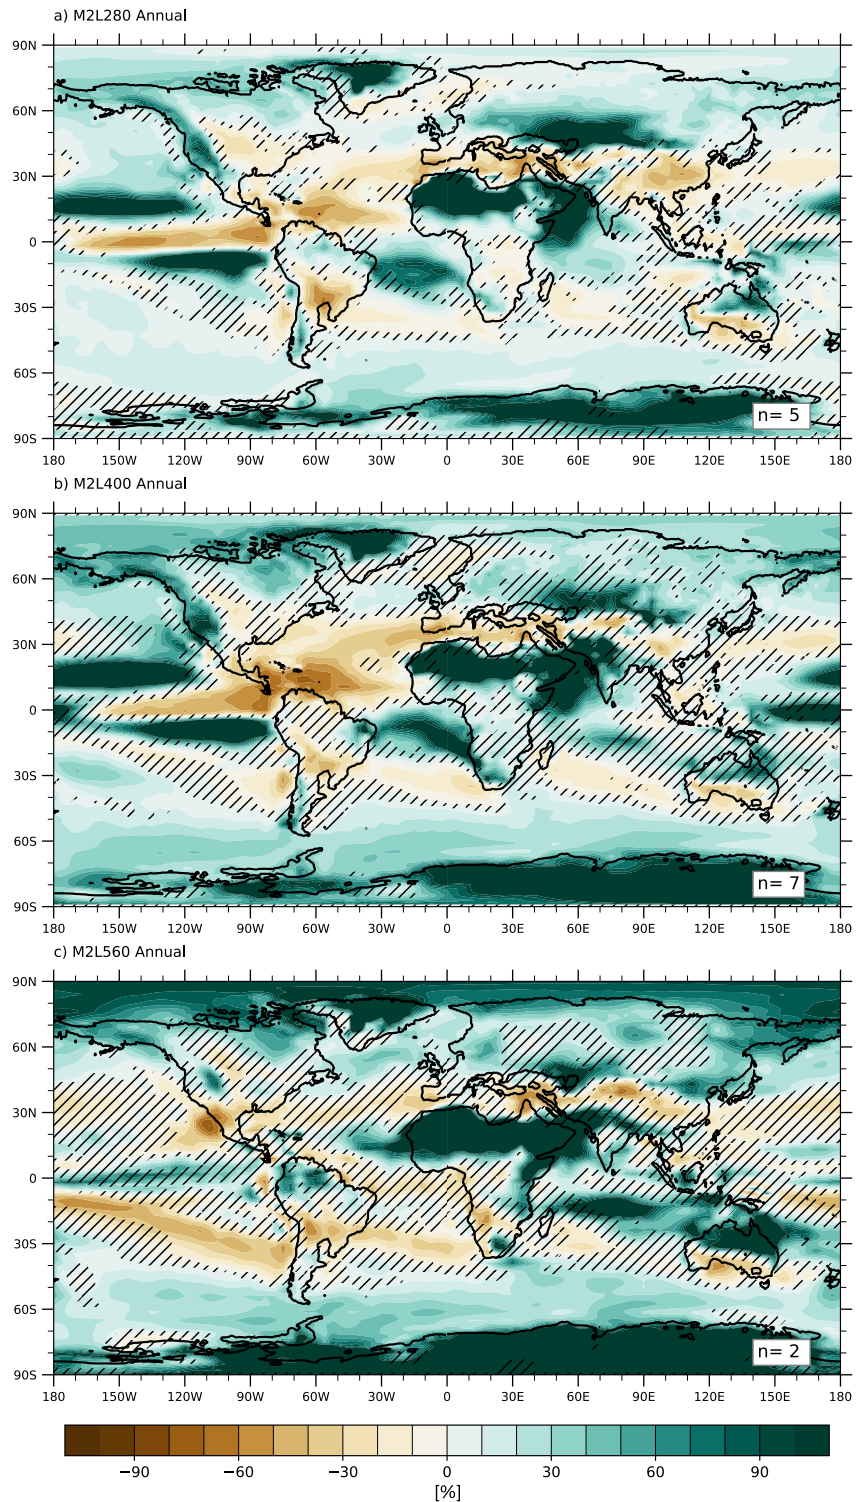 a) M2L280 Annual
90N
60N
30N
0
30S
60S
90S
n= 5
180 150W 120W 90W 60W 30W 0 30E 60E 90E 120E 150E 180
b) M2L400 Annual
90N
60N
30N
0
30S
60S
90S
n= 7
180 150W 120W 90W 60W 30W 0 30E 60E 90E 120E 150E 180
c) M2L560 Annual
90N
60N
30N
0
30S
60S
90S
n= 2
180 150W 120W 90W 60W 30W 0 30E 60E 90E 120E 150E 180
−90 −60 −30 0 30 60 90
[%]